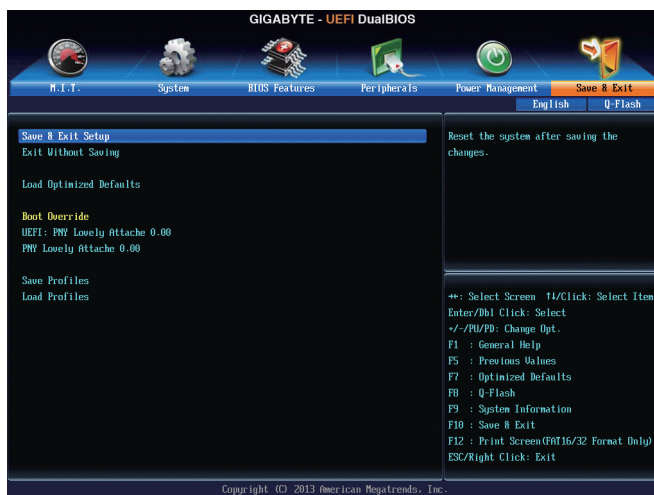 GIGABYTE - UEFI DualBIOS
M.I.T.
System
BIOS Features
Peripherals
Power Management
Save & Exit
English
Q-Flash
Save & Exit Setup
Exit Without Saving
Load Optimized Defaults
Boot Override
UEFI: PNY Lovely Attache 0.00
PNY Lovely Attache 0.00
Save Profiles
Load Profiles
Reset the system after saving the
changes.
→←: Select Screen ↑↓/Click: Select Item
Enter/Dbl Click: Select
+/-/PU/PD: Change Opt.
F1 : General Help
F5 : Previous Values
F7 : Optimized Defaults
F8 : Q-Flash
F9 : System Information
F10 : Save & Exit
F12 : Print Screen(FAT16/32 Format Only)
ESC/Right Click: Exit
Copyright (C) 2013 American Megatrends, Inc.